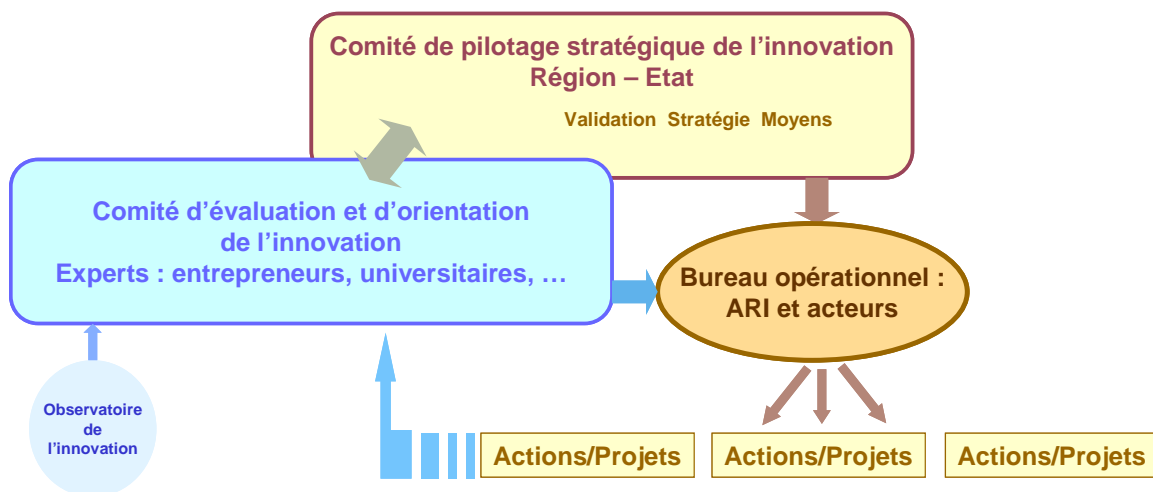 Comité de pilotage stratégique de l’innovation
Région – Etat
Validation Stratégie Moyens
Comité d’évaluation et d’orientation
de l’innovation
Experts : entrepreneurs, universitaires, …
Bureau opérationnel :
ARI et acteurs
Observatoire
de
l’innovation
Actions/Projets
Actions/Projets
Actions/Projets